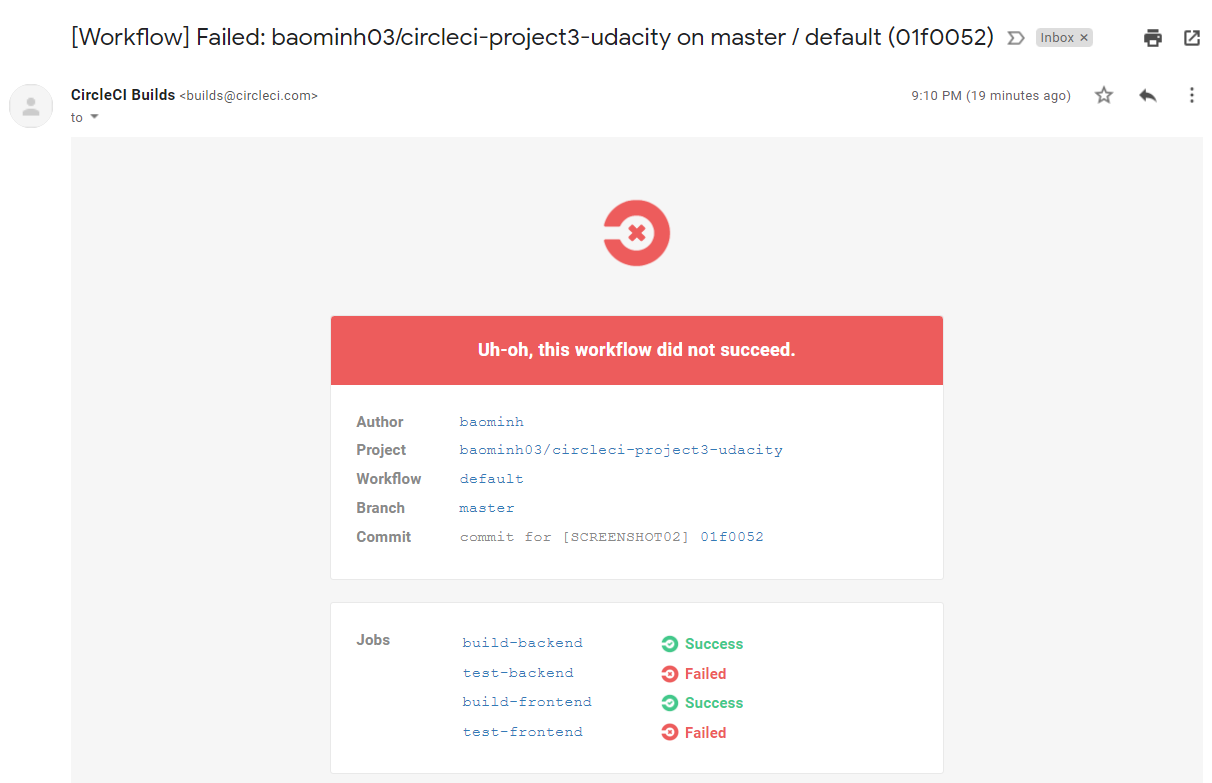 [Workflow] Failed: baominh03/circleci-project3-udacity on master / default (01f0052) Inbox ×
CircleCI Builds <builds@circleci.com> 9:10 PM (19 minutes ago)
to
Uh-oh, this workflow did not succeed.
Author baominh
Project baominh03/circleci-project3-udacity
Workflow default
Branch master
Commit commit for [SCREENSHOT02] 01f0052
Jobs build-backend Success
test-backend Failed
build-frontend Success
test-frontend Failed